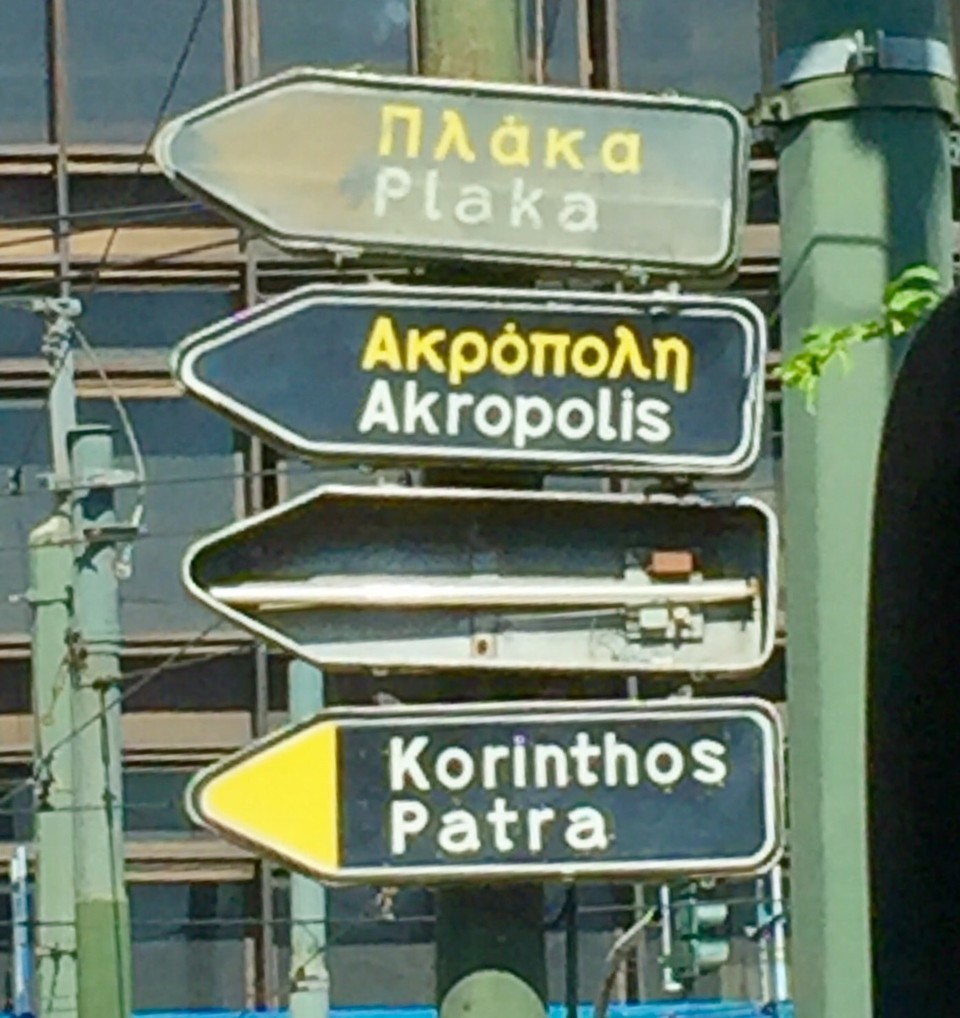 Πλάκα
Plaka
Ακρόπολη
Akropolis
Korinthos
Patra